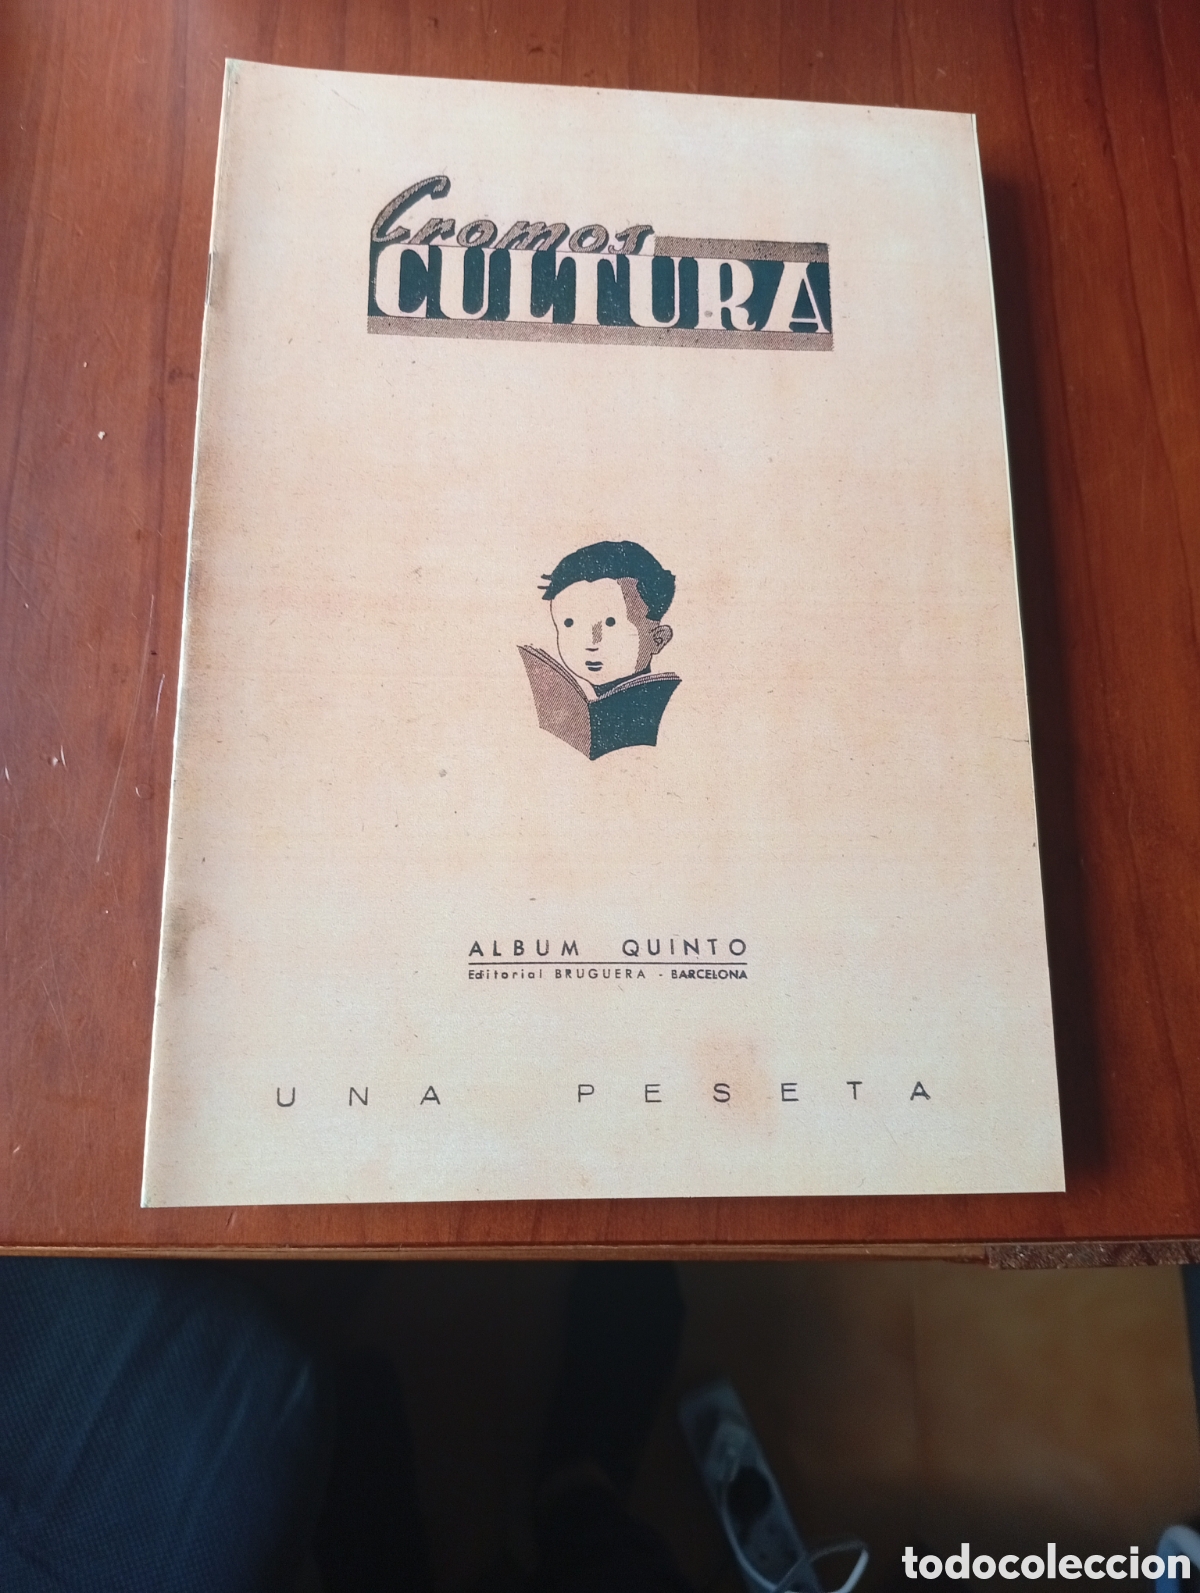 Cromos
CULTURA
ALBUM QUINTO
Editorial BRUGUERA - BARCELONA
UNA PESETA
todocoleccion